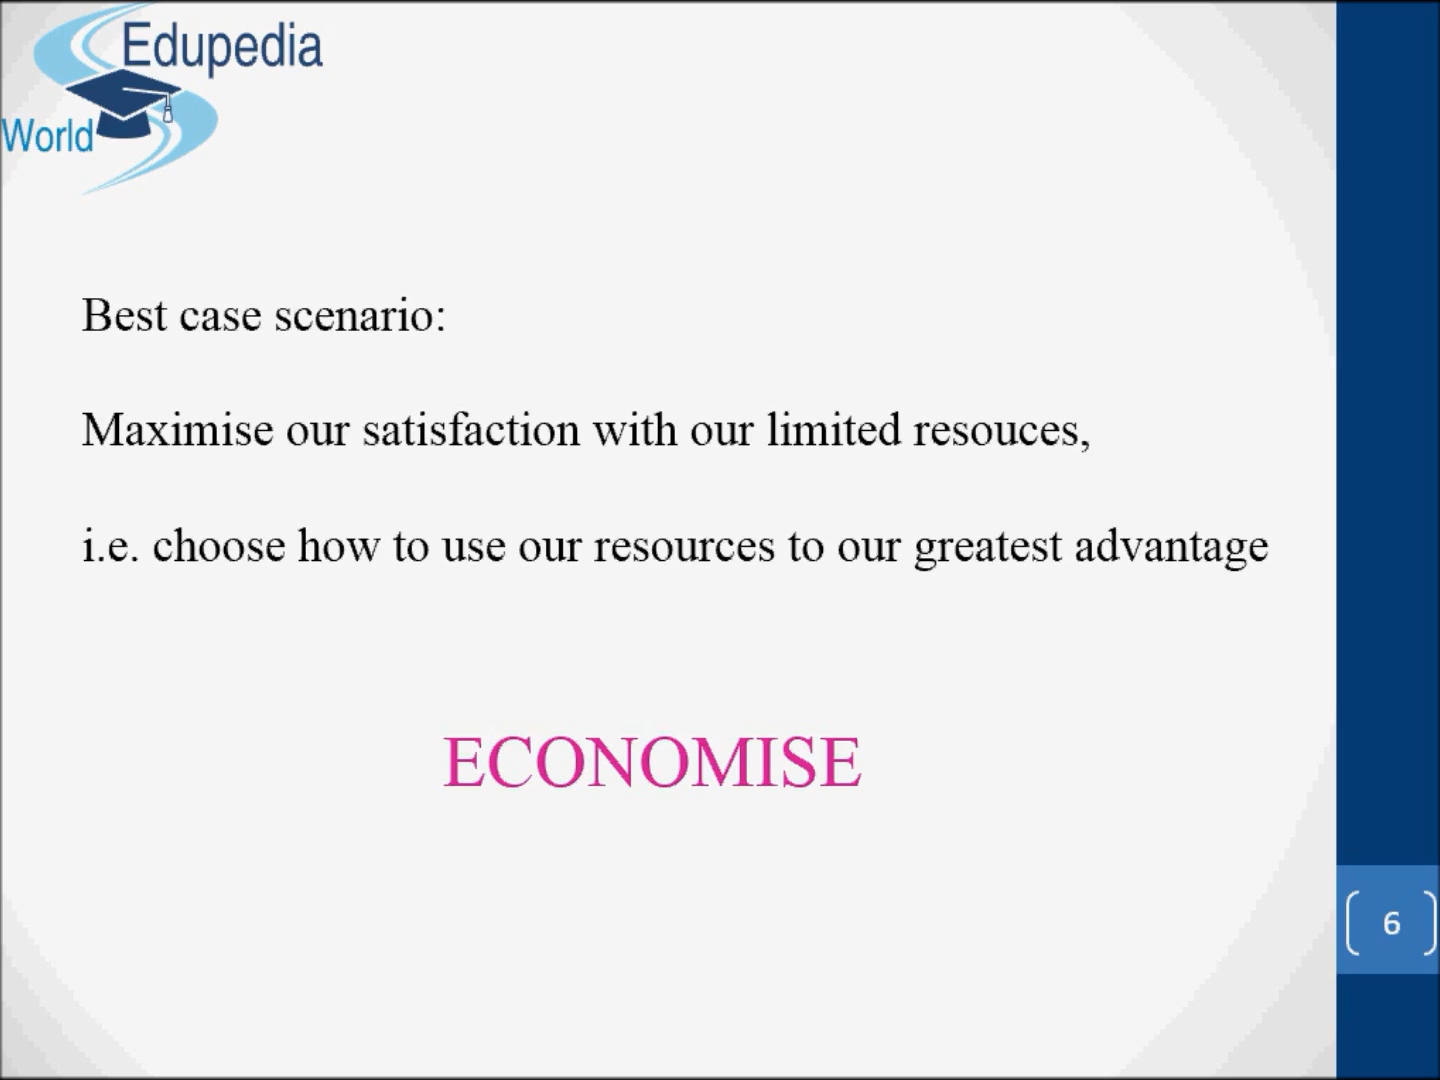 Edupedia
World
Best case scenario:
Maximise our satisfaction with our limited resouces,
i.e. choose how to use our resources to our greatest advantage
ECONOMISE
6